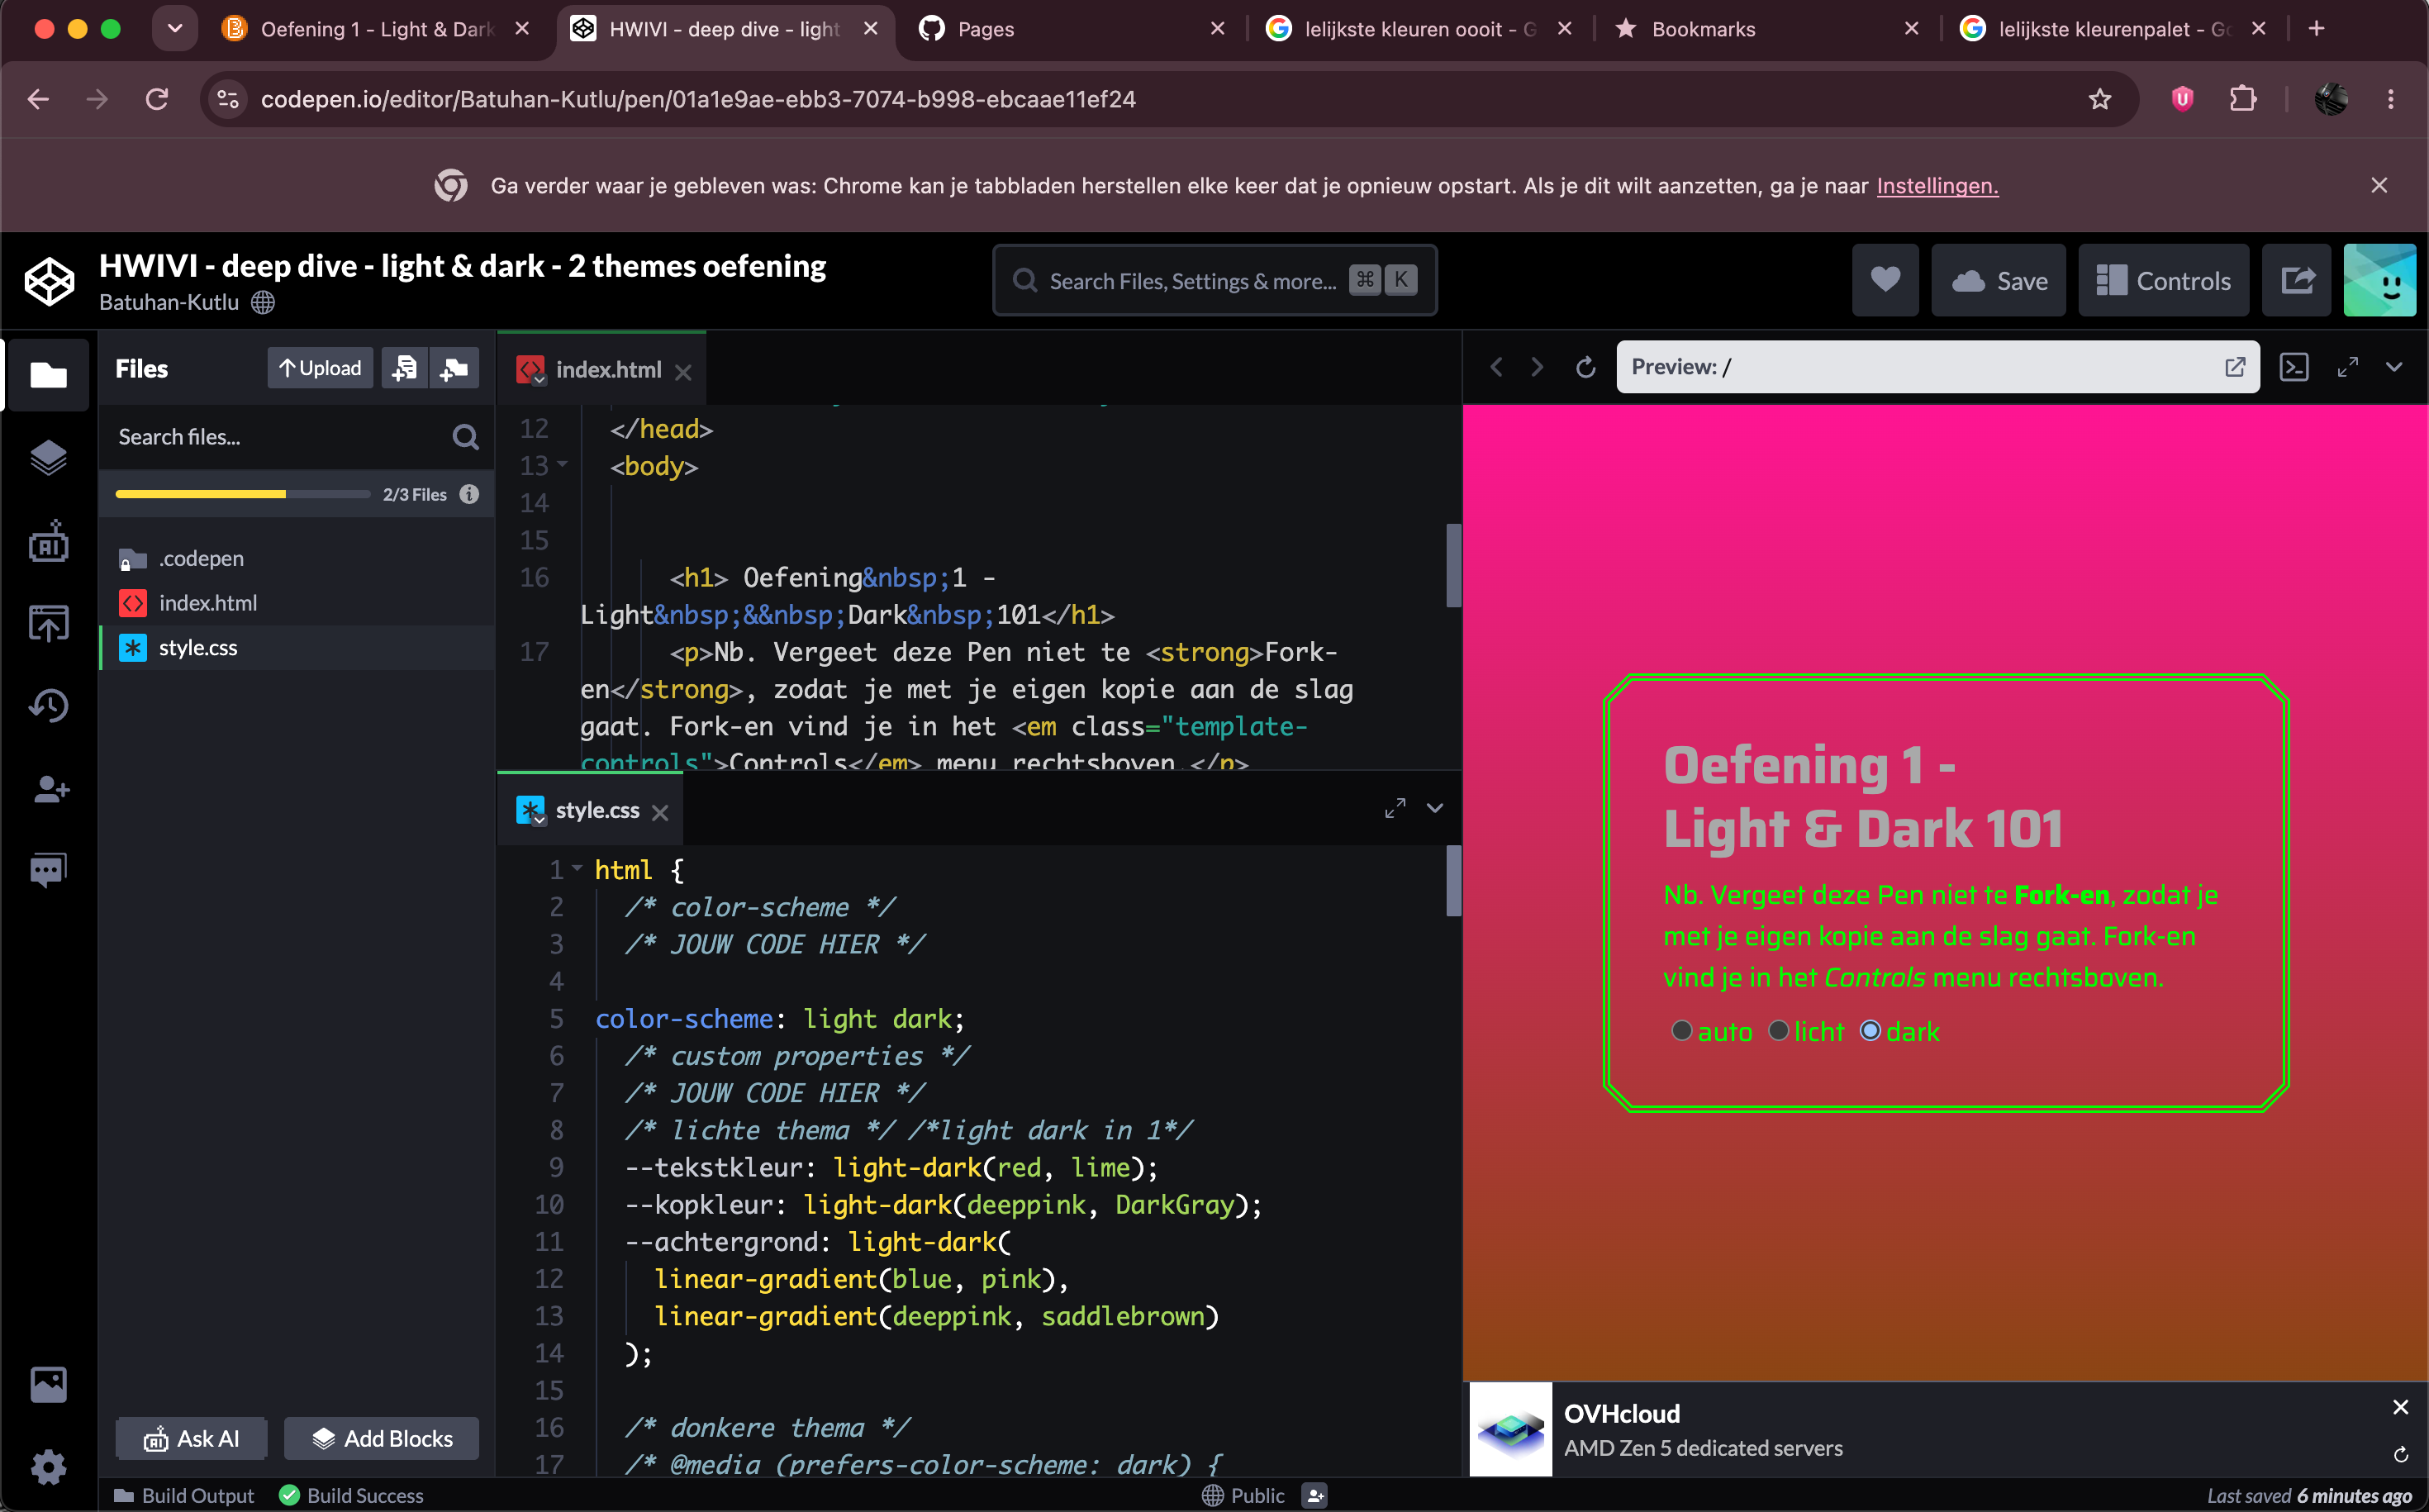 Oefening 1 - Light & Dark
HWIVI - deep dive - light
Pages
lelijkste kleuren oooit - G
Bookmarks
lelijkste kleurenpalet - Go
codepen.io/editor/Batuhan-Kutlu/pen/01a1e9ae-ebb3-7074-b998-ebcaae11ef24
Ga verder waar je gebleven was: Chrome kan je tabbladen herstellen elke keer dat je opnieuw opstart. Als je dit wilt aanzetten, ga je naar Instellingen.
HWIVI - deep dive - light & dark - 2 themes oefening
Batuhan-Kutlu
Search Files, Settings & more... ⌘ K
Save
Controls
Files
Upload
Search files...
2/3 Files
.codepen
index.html
style.css
AI
Ask AI
Add Blocks
index.html
12 </head>
13 <body>
14
15
16 <h1> Oefening&nbsp;1 -
Light&nbsp;&&nbsp;Dark&nbsp;101</h1>
17 <p>Nb. Vergeet deze Pen niet te <strong>Fork-
en</strong>, zodat je met je eigen kopie aan de slag
gaat. Fork-en vind je in het <em class="template-
controls">Controls</em> menu rechtsboven.</p>
style.css
1 html {
2 /* color-scheme */
3 /* JOUW CODE HIER */
4
5 color-scheme: light dark;
6 /* custom properties */
7 /* JOUW CODE HIER */
8 /* lichte thema */ /*light dark in 1*/
9 --tekstkleur: light-dark(red, lime);
10 --kopkleur: light-dark(deeppink, DarkGray);
11 --achtergrond: light-dark(
12 linear-gradient(blue, pink),
13 linear-gradient(deeppink, saddlebrown)
14 );
15
16 /* donkere thema */
17 /* @media (prefers-color-scheme: dark) {
Preview: /
Oefening 1 -
Light & Dark 101
Nb. Vergeet deze Pen niet te Fork-en, zodat je
met je eigen kopie aan de slag gaat. Fork-en
vind je in het Controls menu rechtsboven.
auto licht dark
OVHcloud
AMD Zen 5 dedicated servers
Build Output
Build Success
Public
Last saved 6 minutes ago